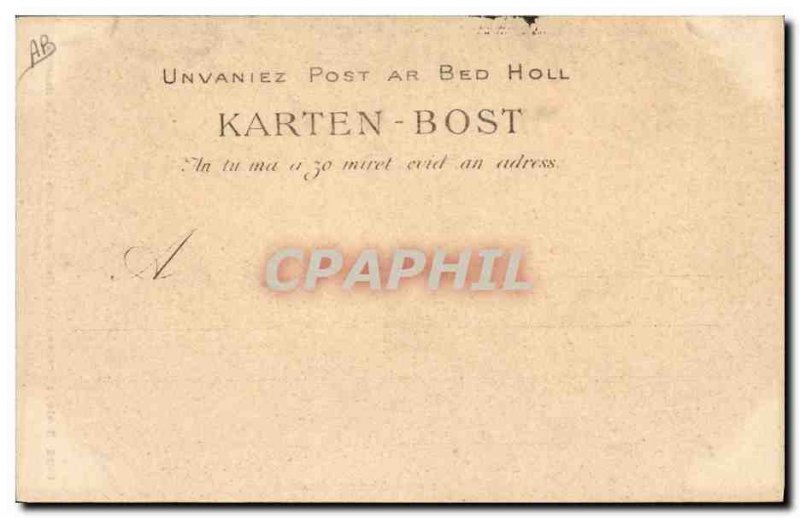 AB
UNVANIEZ POST AR BED HOLL
KARTEN-BOST
An tu ma a zo miret evid an adress.
A
CPAPHIL